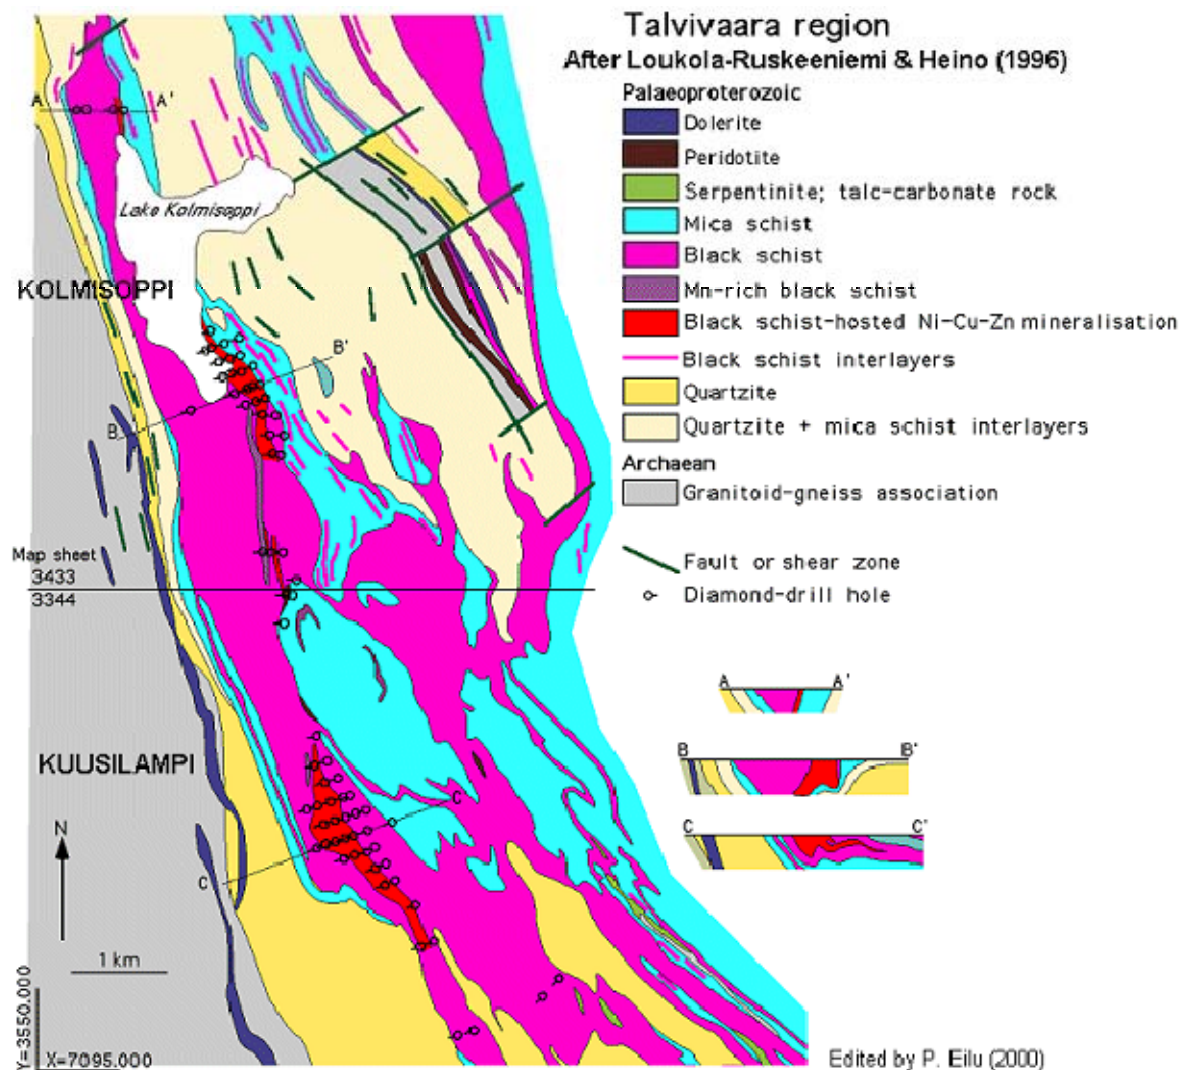 Talvivaara region
After Loukola-Ruskeeniemi & Heino (1996)
Palaeoproterozoic
Dolerite
Peridotite
Serpentinite; talc-carbonate rock
Mica schist
Black schist
Mn-rich black schist
Black schist-hosted Ni-Cu-Zn mineralisation
Black schist interlayers
Quartzite
Quartzite + mica schist interlayers
Archaean
Granitoid-gneiss association
Fault or shear zone
Diamond-drill hole
A A'
Lake Kolmisoppi
KOLMISOPPI
B'
B
Map sheet
3433
3344
KUUSILAMPI
C'
C
N
1 km
Y=3550.000
X=7095.000
A A'
B B'
C C'
Edited by P. Eilu (2000)